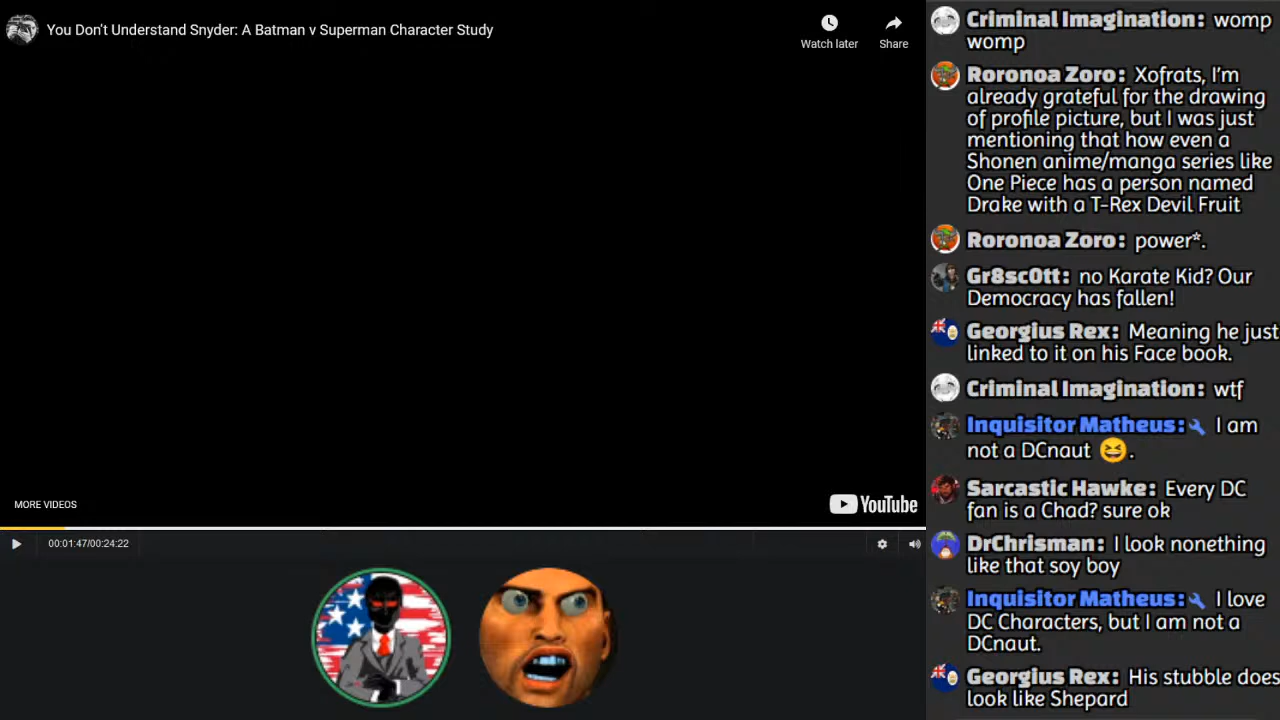 You Don't Understand Snyder: A Batman v Superman Character Study
Watch later
Share
MORE VIDEOS
YouTube
00:01:47/00:24:22
Criminal Imagination: womp
womp
Roronoa Zoro: Xofrats, I'm
already grateful for the drawing
of profile picture, but I was just
mentioning that how even a
Shonen anime/manga series like
One Piece has a person named
Drake with a T-Rex Devil Fruit
Roronoa Zoro: power*.
Gr8sc0tt: no Karate Kid? Our
Democracy has fallen!
Georgius Rex: Meaning he just
linked to it on his Face book.
Criminal Imagination: wtf
Inquisitor Matheus: I am
not a DCnaut 😆.
Sarcastic Hawke: Every DC
fan is a Chad? sure ok
DrChrisman: I look nonething
like that soy boy
Inquisitor Matheus: I love
DC Characters, but I am not a
DCnaut.
Georgius Rex: His stubble does
look like Shepard